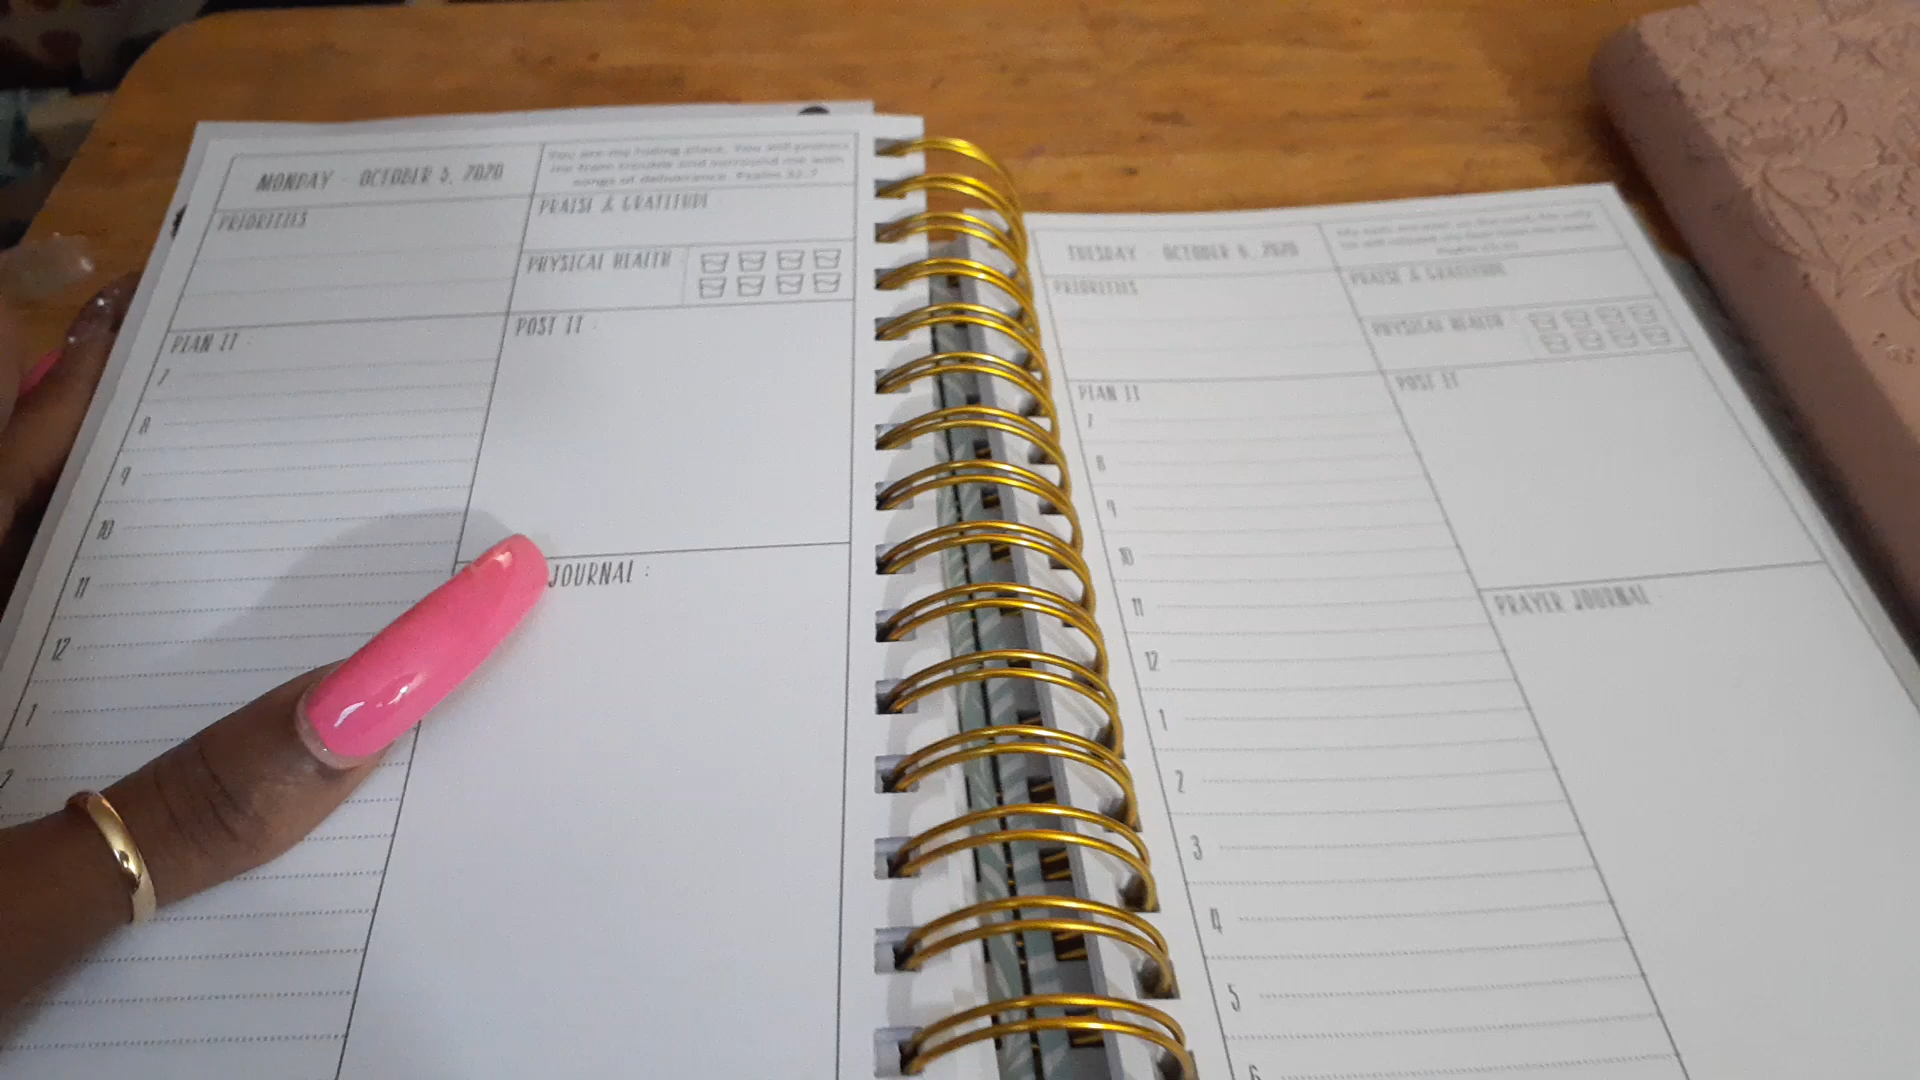 MONDAY - OCTOBER 5, 2020
You are my hiding place. You will protect
me from trouble and surround me with
songs of deliverance. Psalm 32:7
PRIORITIES
PRAISE & GRATITUDE
PHYSICAL HEALTH
PLAN IT :
POST IT :
7
8
9
10
11
12
1
2
JOURNAL :
TUESDAY - OCTOBER 6, 2020
PRIORITIES
PRAISE & GRATITUDE
PHYSICAL HEALTH
PLAN IT
POST IT
7
8
9
10
11
12
1
2
3
4
5
6
PRAYER JOURNAL